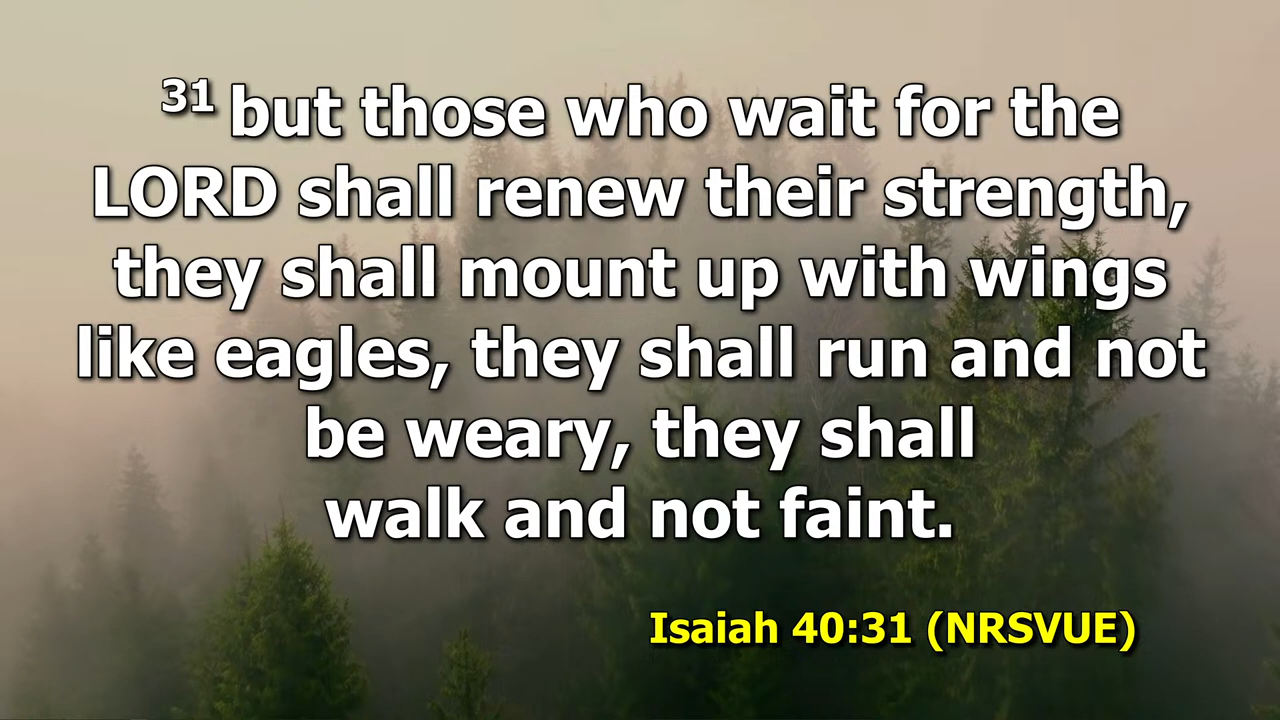 31 but those who wait for the
LORD shall renew their strength,
they shall mount up with wings
like eagles, they shall run and not
be weary, they shall
walk and not faint.
Isaiah 40:31 (NRSVUE)